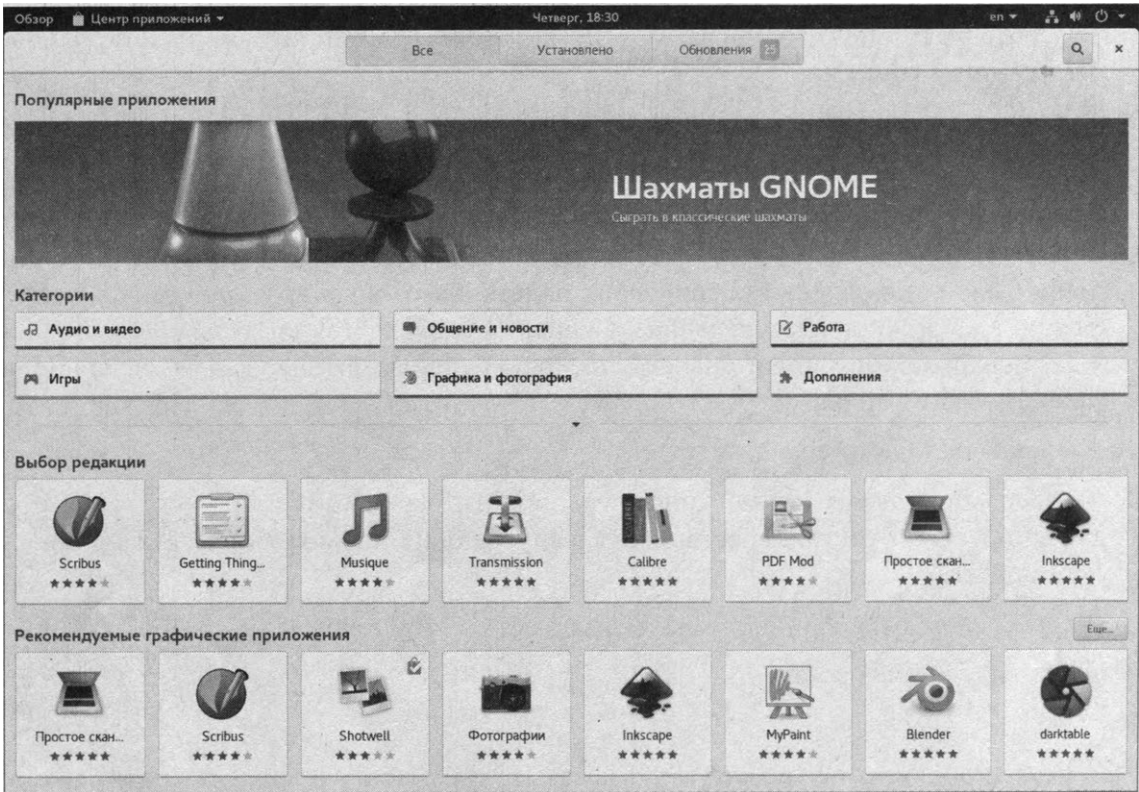 Обзор Центр приложений Четверг, 18:30 en
Все Установлено Обновления 25
Популярные приложения
Шахматы GNOME
Сыграть в классические шахматы
Категории
Аудио и видео Общение и новости Работа
Игры Графика и фотография Дополнения
Выбор редакции
Scribus Getting Thing... Musique Transmission Calibre PDF Mod Простое скан... Inkscape
Рекомендуемые графические приложения Еще...
Простое скан... Scribus Shotwell Фотографии Inkscape MyPaint Blender darktable